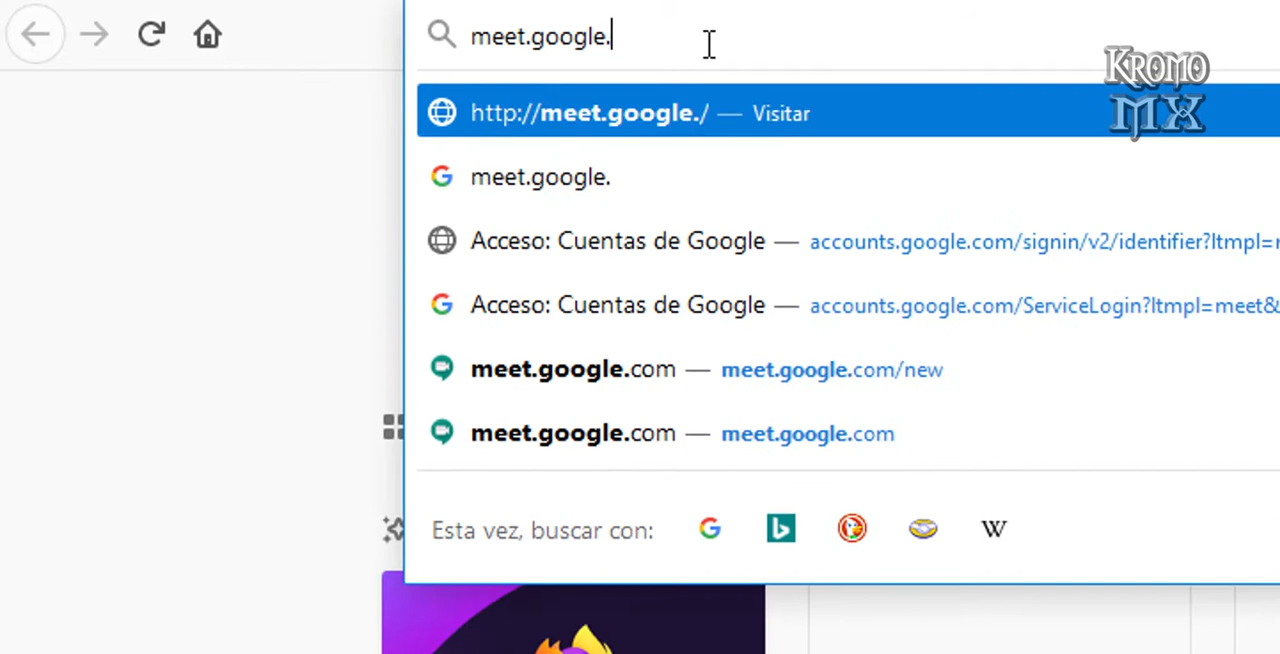 meet.google.
KROMO
MX
http://meet.google./ — Visitar
meet.google.
Acceso: Cuentas de Google — accounts.google.com/signin/v2/identifier?ltmpl=
Acceso: Cuentas de Google — accounts.google.com/ServiceLogin?ltmpl=meet&
meet.google.com — meet.google.com/new
meet.google.com — meet.google.com
Esta vez, buscar con:
W